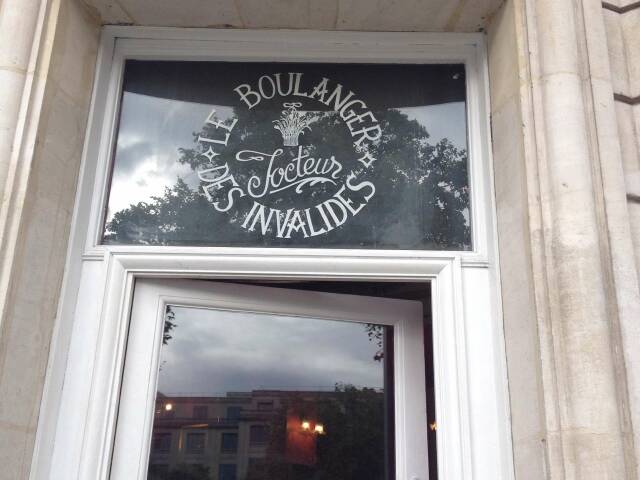 LE BOULANGER
DES INVALIDES
Jocteur